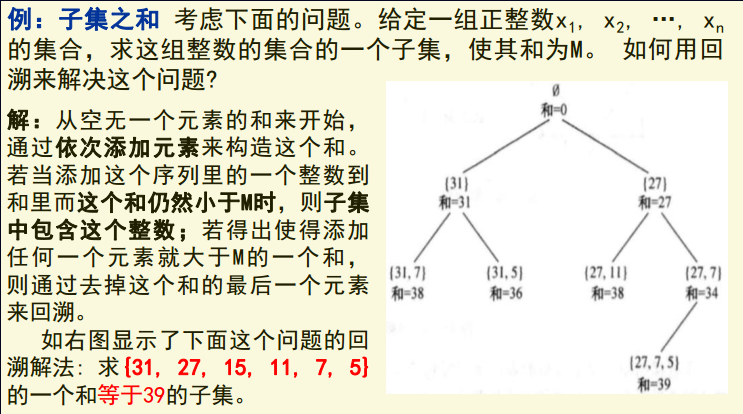 例：子集之和 考虑下面的问题。给定一组正整数x₁, x₂, …, xₙ
的集合，求这组整数的集合的一个子集，使其和为M。 如何用回
溯来解决这个问题?
解：从空无一个元素的和来开始，
通过依次添加元素来构造这个和。
若当添加这个序列里的一个整数到
和里而这个和仍然小于M时，则子集
中包含这个整数；若得出使得添加
任何一个元素就大于M的一个和，
则通过去掉这个和的最后一个元素
来回溯。
如右图显示了下面这个问题的回
溯解法：求{31, 27, 15, 11, 7, 5}
的一个和等于39的子集。
∅
和=0
{31}
和=31
{27}
和=27
{31, 7}
和=38
{31, 5}
和=36
{27, 11}
和=38
{27, 7}
和=34
{27, 7, 5}
和=39